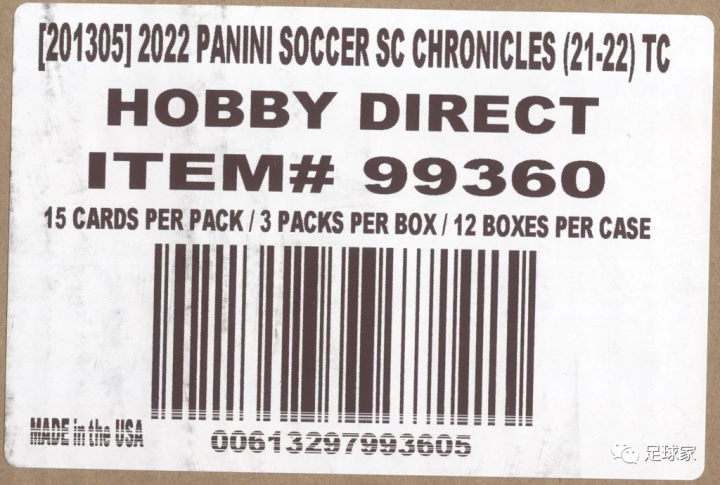 [201305] 2022 PANINI SOCCER SC CHRONICLES (21-22) TC
HOBBY DIRECT
ITEM# 99360
15 CARDS PER PACK / 3 PACKS PER BOX / 12 BOXES PER CASE
MADE in the USA
00613297993605
足球家